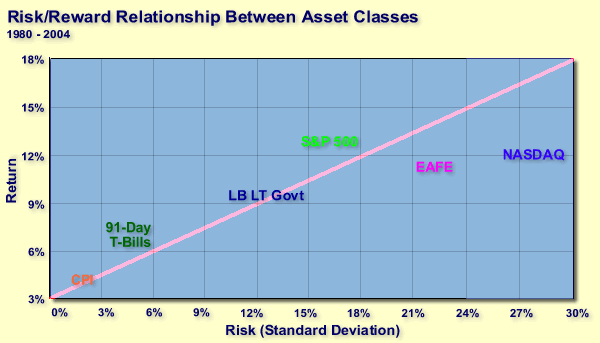 Risk/Reward Relationship Between Asset Classes
1980 - 2004
18%
15%
12%
9%
6%
3%
Return
S&P 500
NASDAQ
EAFE
LB LT Govt
91-Day
T-Bills
CPI
0% 3% 6% 9% 12% 15% 18% 21% 24% 27% 30%
Risk (Standard Deviation)